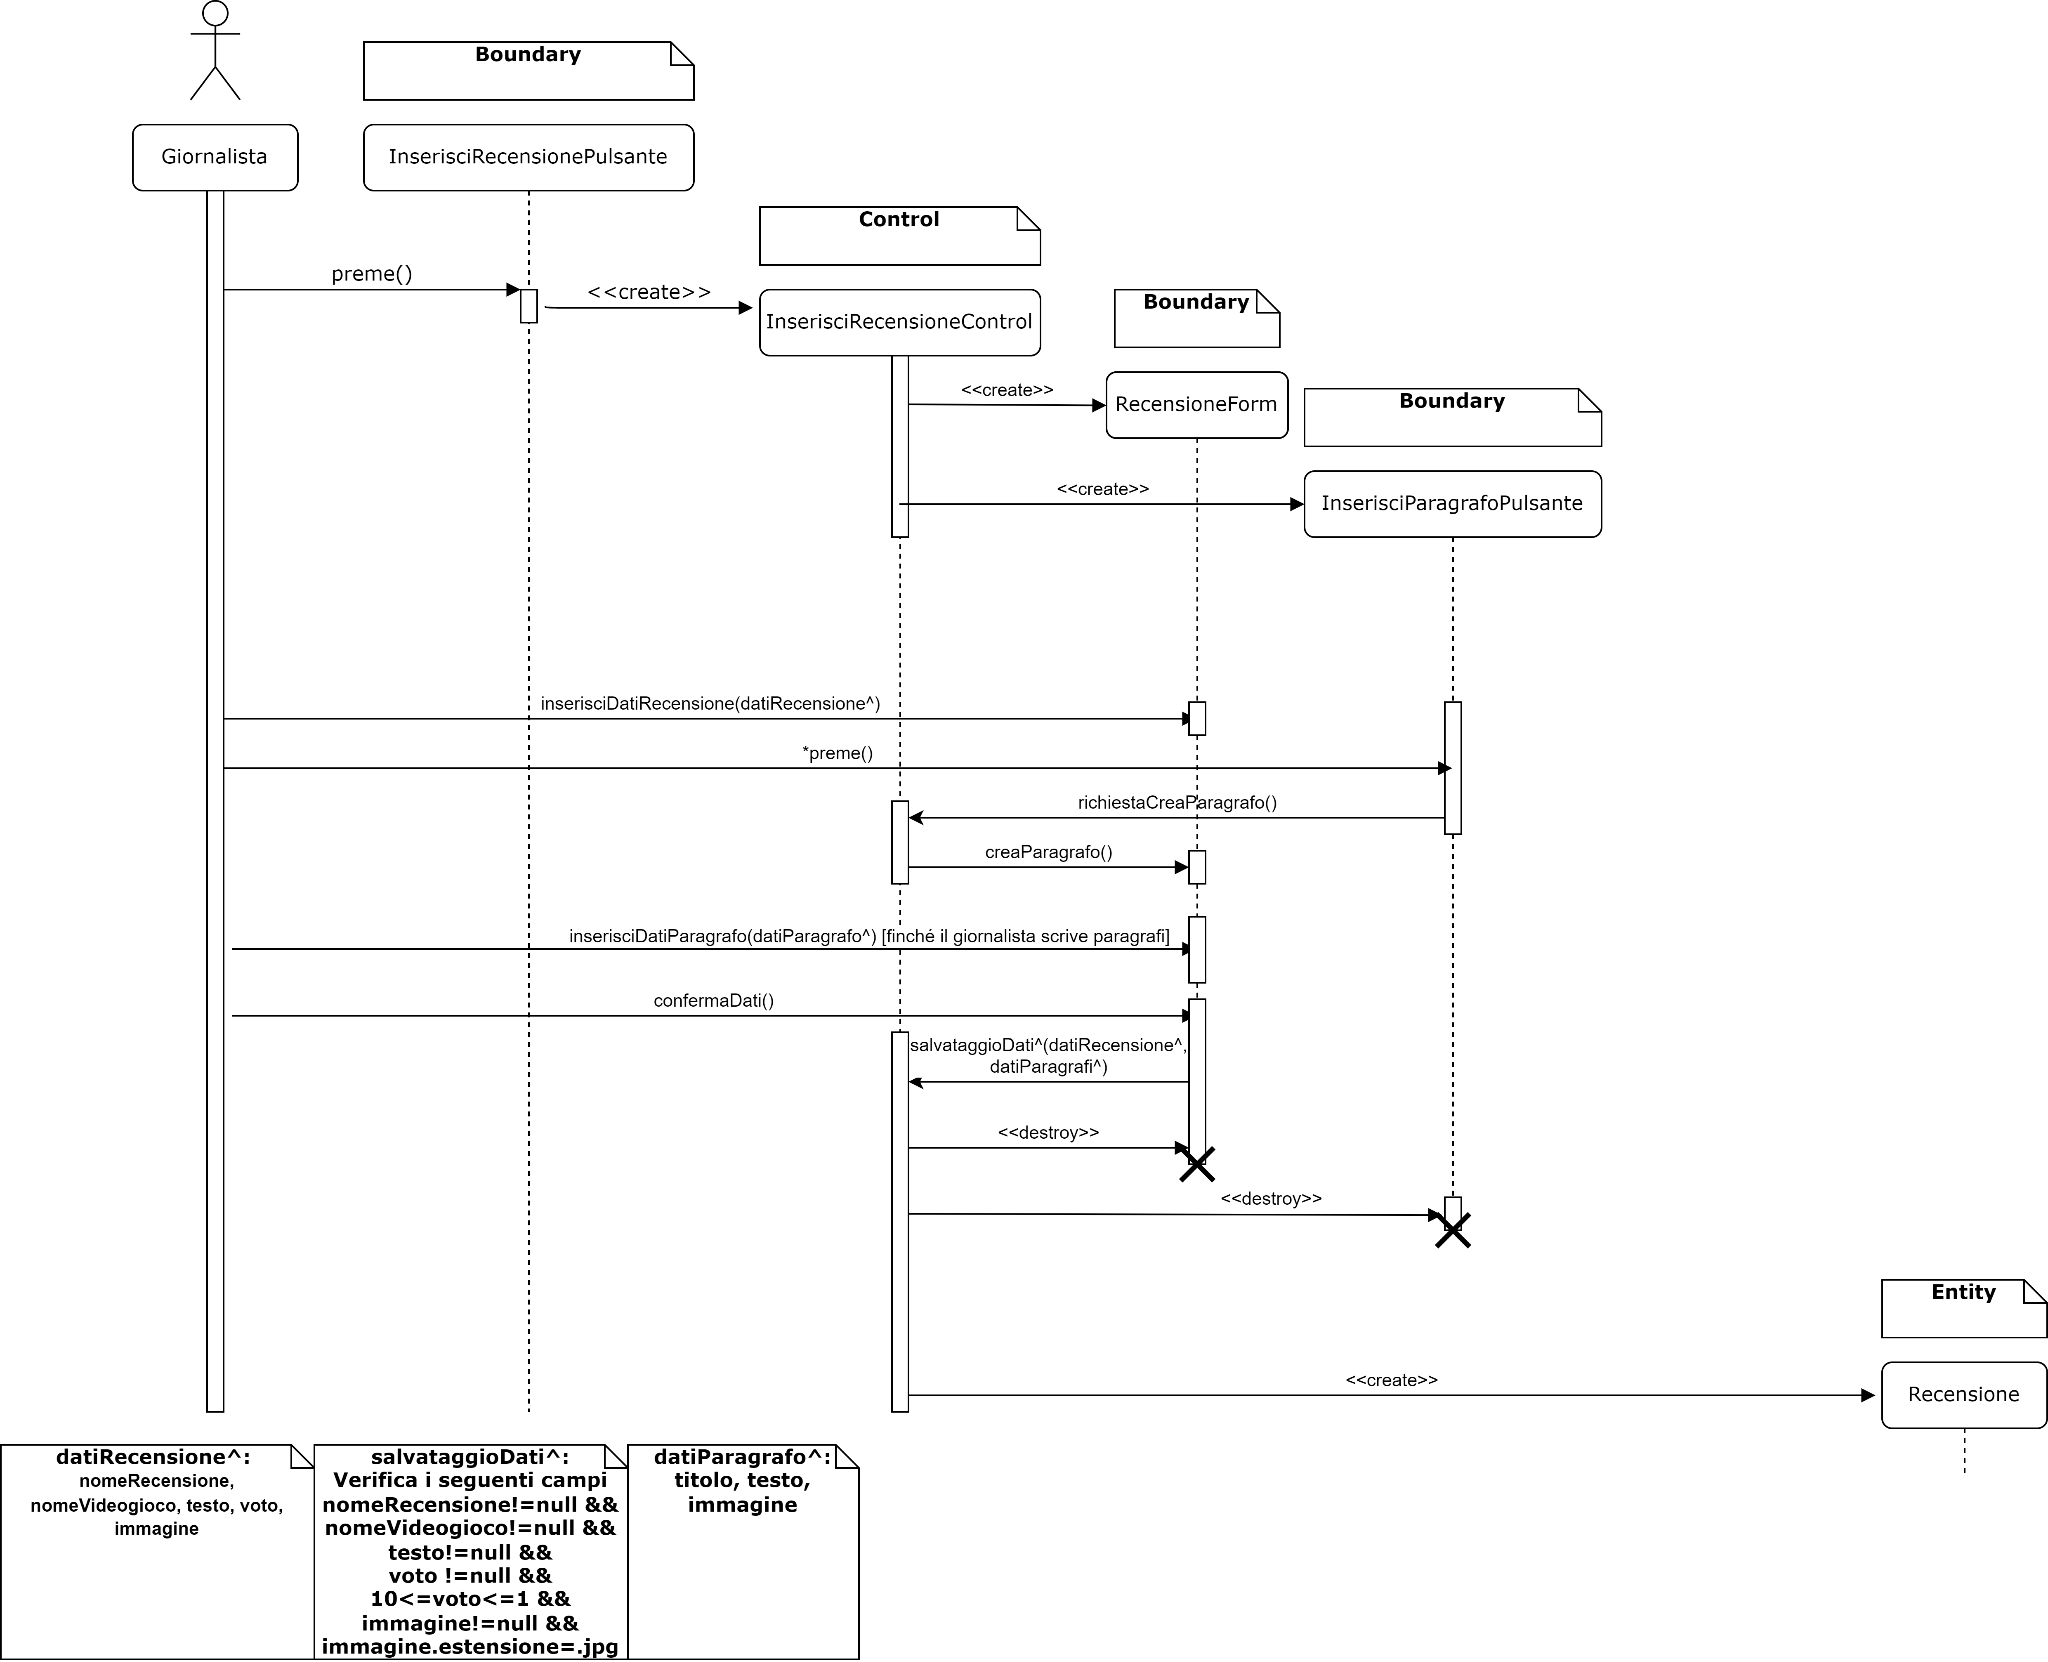 Boundary
Giornalista
InserisciRecensionePulsante
Control
preme()
<<create>>
InserisciRecensioneControl
Boundary
<<create>>
RecensioneForm
Boundary
<<create>>
InserisciParagrafoPulsante
inserisciDatiRecensione(datiRecensione^)
*preme()
richiestaCreaParagrafo()
creaParagrafo()
inserisciDatiParagrafo(datiParagrafo^) [finché il giornalista scrive paragrafi]
confermaDati()
salvataggioDati^(datiRecensione^,
datiParagrafi^)
<<destroy>>
<<destroy>>
Entity
<<create>>
Recensione
datiRecensione^:
nomeRecensione,
nomeVideogioco, testo, voto,
immagine
salvataggioDati^:
Verifica i seguenti campi
nomeRecensione!=null &&
nomeVideogioco!=null &&
testo!=null &&
voto !=null &&
10<=voto<=1 &&
immagine!=null &&
immagine.estensione=.jpg
datiParagrafo^:
titolo, testo,
immagine